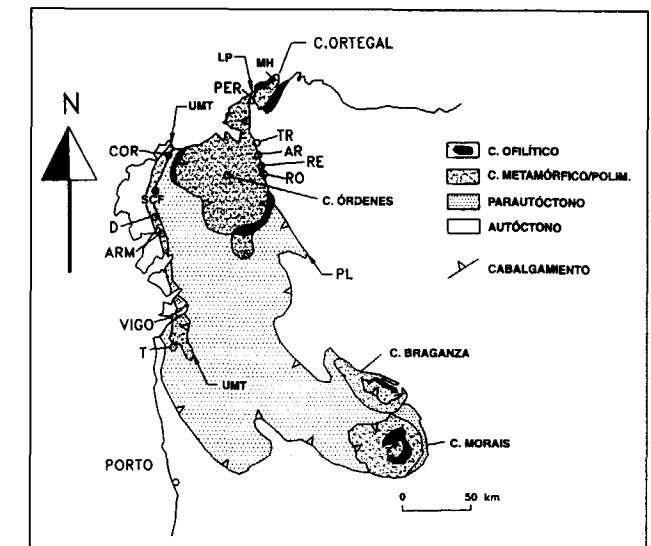 C.ORTEGAL
LP
MH
PER
N
UMT
TR
COR
AR
RE
RO
C. ÓRDENES
SCF
D
ARM
PL
C. OFILÍTICO
C. METAMÓRFICO/POLIM.
PARAUTÓCTONO
AUTÓCTONO
CABALGAMIENTO
VIGO
T
UMT
C. BRAGANZA
C. MORAIS
PORTO
0 50 km